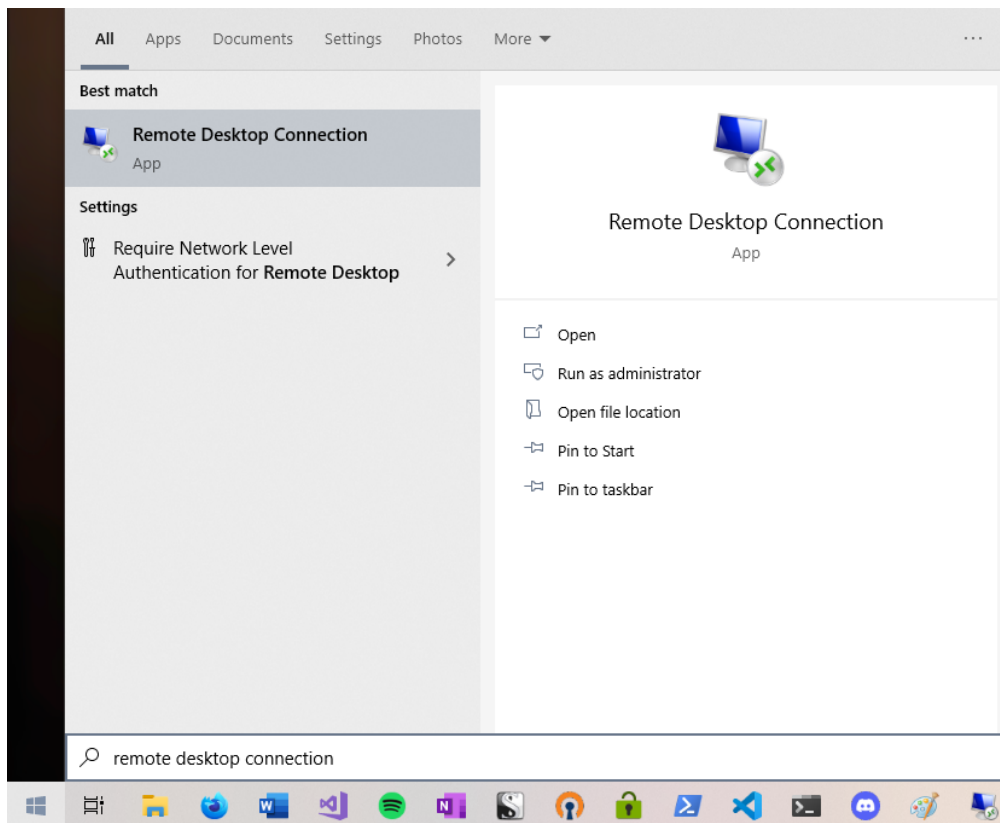 All Apps Documents Settings Photos More
Best match
Remote Desktop Connection
App
Settings
Require Network Level
Authentication for Remote Desktop
Remote Desktop Connection
App
Open
Run as administrator
Open file location
Pin to Start
Pin to taskbar
remote desktop connection